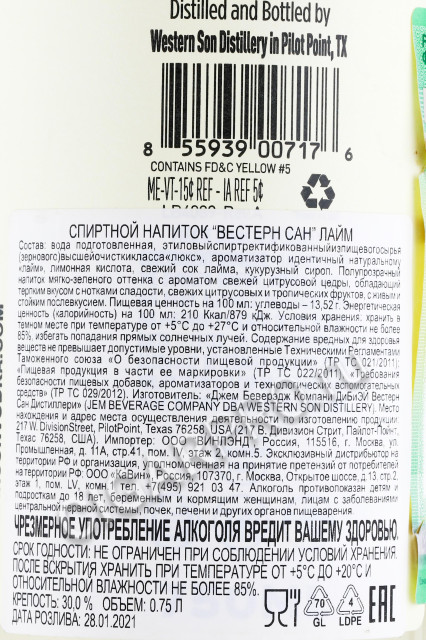 Distilled and Bottled by
Western Son Distillery in Pilot Point, TX
8 55939 00717 6
CONTAINS FD&C YELLOW #5
ME-VT-15¢ REF - IA REF 5¢
СПИРТНОЙ НАПИТОК "ВЕСТЕРН САН" ЛАЙМ
Состав: вода подготовленная, этиловыйспиртректификованныйизпищевогосырья
(зернового)высшейочисткикласса«люкс», ароматизатор идентичный натуральному
«лайм», лимонная кислота, свежий сок лайма, кукурузный сироп. Полупрозрачный
напиток мягко-зеленого оттенка с ароматом свежей цитрусовой цедры, обладающий
терпким вкусом с нотками сладости, свежих цитрусовых и тропических фруктов, с живым и
стойким послевкусием. Пищевая ценность на 100 мл: углеводы – 13,52 г. Энергетическая
ценность (калорийность) на 100 мл: 210 Ккал/879 кДж. Условия хранения: хранить в
темном месте при температуре от +5°C до +27°C и относительной влажности не более
85%, избегать попадания прямых солнечных лучей. Содержание вредных для здоровья
веществ не превышает допустимые уровни, установленные Техническими Регламентами
Таможенного союза «О безопасности пищевой продукции» (ТР ТС 021/2011);
«Пищевая продукция в части ее маркировки» (ТР ТС 022/2011); «Требования
безопасности пищевых добавок, ароматизаторов и технологических вспомогательных
средств» (ТР ТС 029/2012). Изготовитель: «Джем Бевередж Компани ДиБиЭй Вестерн
Сан Дистиллери» (JEM BEVERAGE COMPANY DBA WESTERN SON DISTILLERY). Место
нахождения и адрес места осуществления деятельности по изготовлению продукции:
217 W. DivisionStreet, PilotPoint, Texas 76258, USA (217 В. Дивижион Стрит, Пайлот-Поинт,
Техас 76258, США). Импортер: ООО «ВИНЛЭНД», Россия, 115516, г. Москва, ул.
Промышленная, д. 11А, стр.41, пом. I, этаж 2, комн.5. Эксклюзивный дистрибутор на
территории РФ и организация, уполномоченная на принятие претензий от потребителей
на территории РФ: ООО «КаВин», Россия, 107370, г. Москва, Открытое шоссе, д.13, стр.2,
этаж 1, пом. LV, комн.1, тел. +7(495) 921 03 47. Алкоголь противопоказан детям и
подросткам до 18 лет, беременным и кормящим женщинам, лицам с заболеваниями
центральной нервной системы, почек, печени и других органов пищеварения.
ЧРЕЗМЕРНОЕ УПОТРЕБЛЕНИЕ АЛКОГОЛЯ ВРЕДИТ ВАШЕМУ ЗДОРОВЬЮ.
СРОК ГОДНОСТИ: НЕ ОГРАНИЧЕН ПРИ СОБЛЮДЕНИИ УСЛОВИЙ ХРАНЕНИЯ.
ПОСЛЕ ВСКРЫТИЯ ХРАНИТЬ ПРИ ТЕМПЕРАТУРЕ ОТ +5°C ДО +20°C И
ОТНОСИТЕЛЬНОЙ ВЛАЖНОСТИ НЕ БОЛЕЕ 85%.
КРЕПОСТЬ: 30,0 % ОБЪЕМ: 0.75 Л
ДАТА РОЗЛИВА: 28.01.2021
70
GL
4
LDPE
EAC